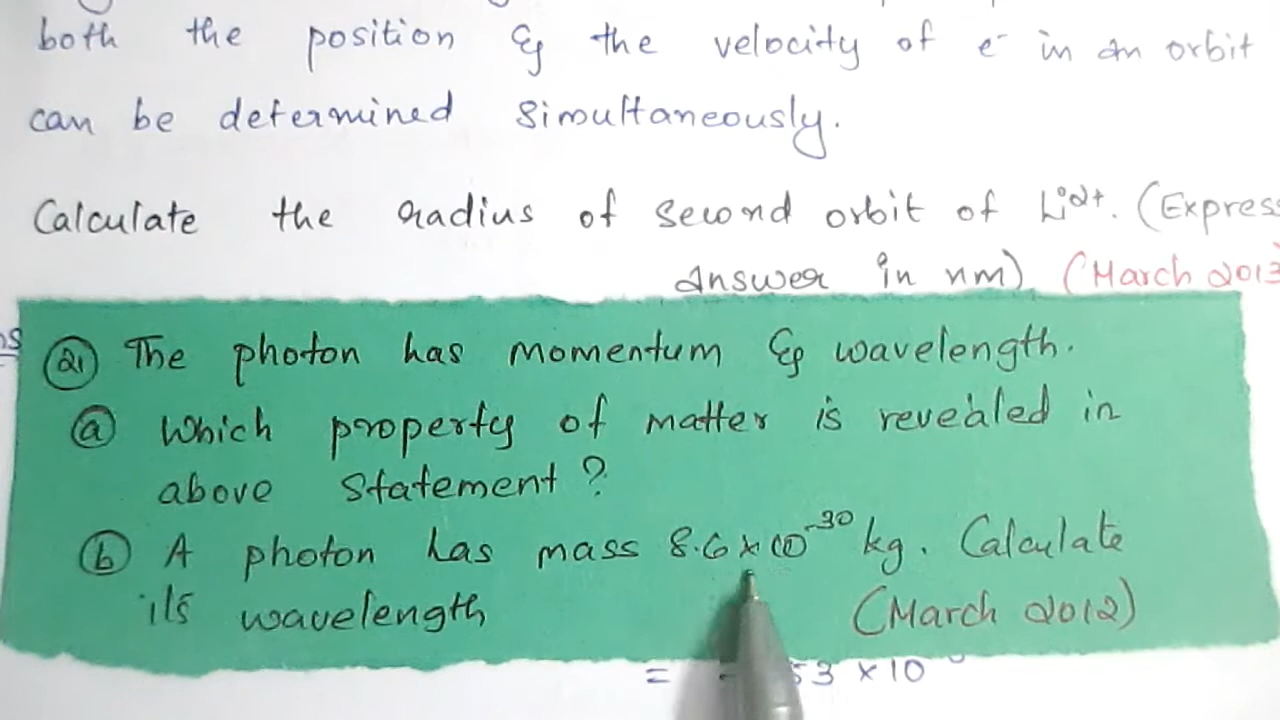 both the position & the velocity of e⁻ in an orbit
can be determined simultaneously.
Calculate the radius of second orbit of Li²⁺. (Express
answer in nm) (March 2013
(21) The photon has momentum & wavelength.
(a) Which property of matter is revealed in
above statement ?
(b) A photon has mass 8.6×10⁻³⁰ kg. Calculate
its wavelength (March 2012)
= 53 × 10